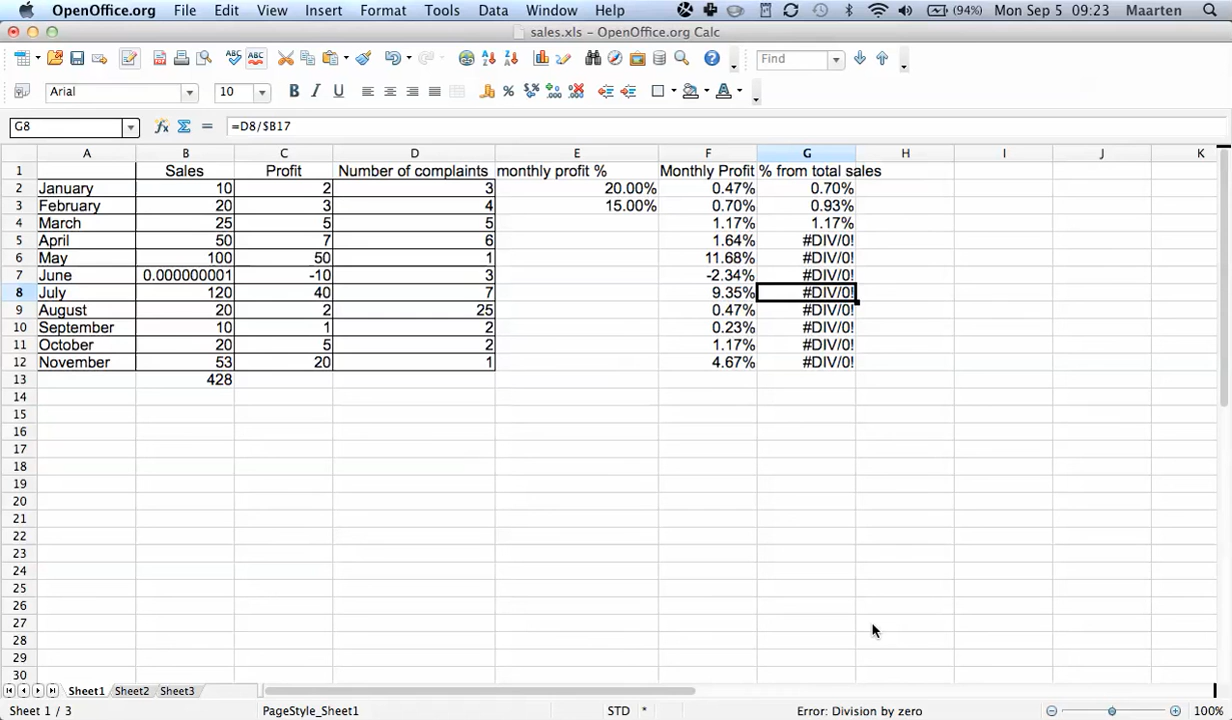 OpenOffice.org File Edit View Insert Format Tools Data Window Help (94%) Mon Sep 5 09:23 Maarten
sales.xls – OpenOffice.org Calc
ABC ABC Find
Arial 10 B I U A
G8 =D8/$B17
A B C D E F G H I J K
1 Sales Profit Number of complaints monthly profit % Monthly Profit % from total sales
2 January 10 2 3 20.00% 0.47% 0.70%
3 February 20 3 4 15.00% 0.70% 0.93%
4 March 25 5 5 1.17% 1.17%
5 April 50 7 6 1.64% #DIV/0!
6 May 100 50 1 11.68% #DIV/0!
7 June 0.000000001 -10 3 -2.34% #DIV/0!
8 July 120 40 7 9.35% #DIV/0!
9 August 20 2 25 0.47% #DIV/0!
10 September 10 1 2 0.23% #DIV/0!
11 October 20 5 2 1.17% #DIV/0!
12 November 53 20 1 4.67% #DIV/0!
13 428
14
15
16
17
18
19
20
21
22
23
24
25
26
27
28
29
30
Sheet1 Sheet2 Sheet3
Sheet 1 / 3 PageStyle_Sheet1 STD * Error: Division by zero 100%